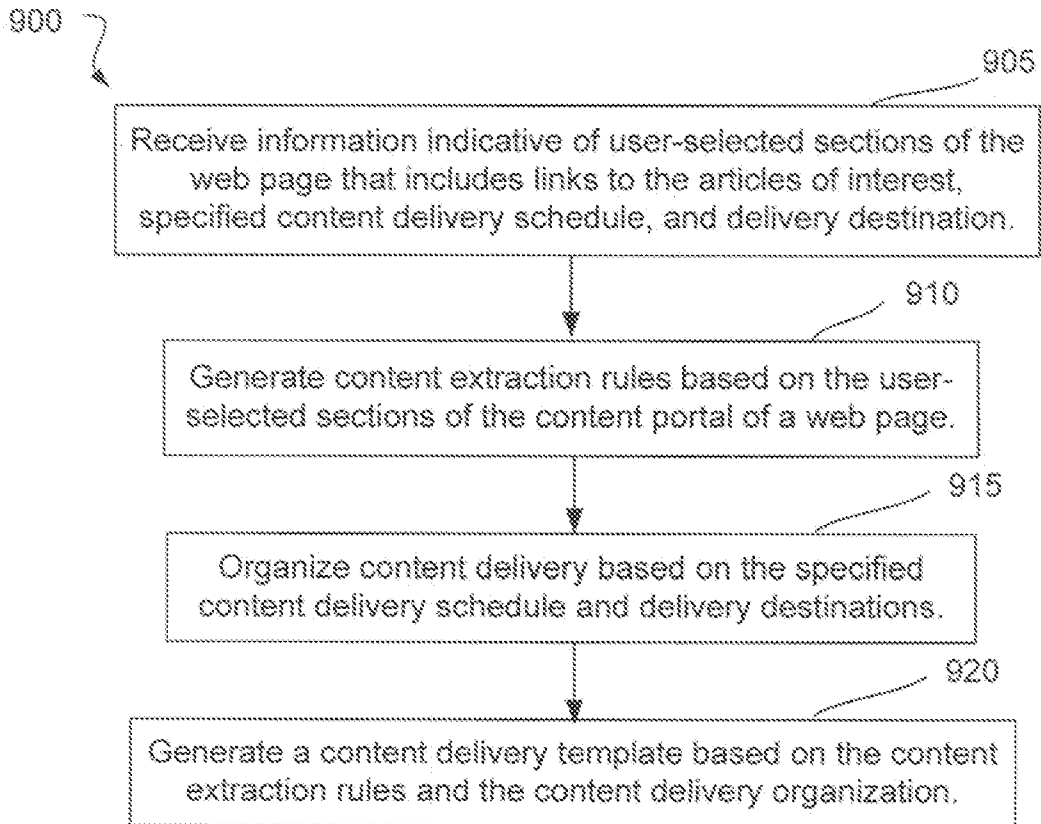 900
905
Receive information indicative of user-selected sections of the
web page that includes links to the articles of interest,
specified content delivery schedule, and delivery destination.
910
Generate content extraction rules based on the user-
selected sections of the content portal of a web page.
915
Organize content delivery based on the specified
content delivery schedule and delivery destinations.
920
Generate a content delivery template based on the content
extraction rules and the content delivery organization.